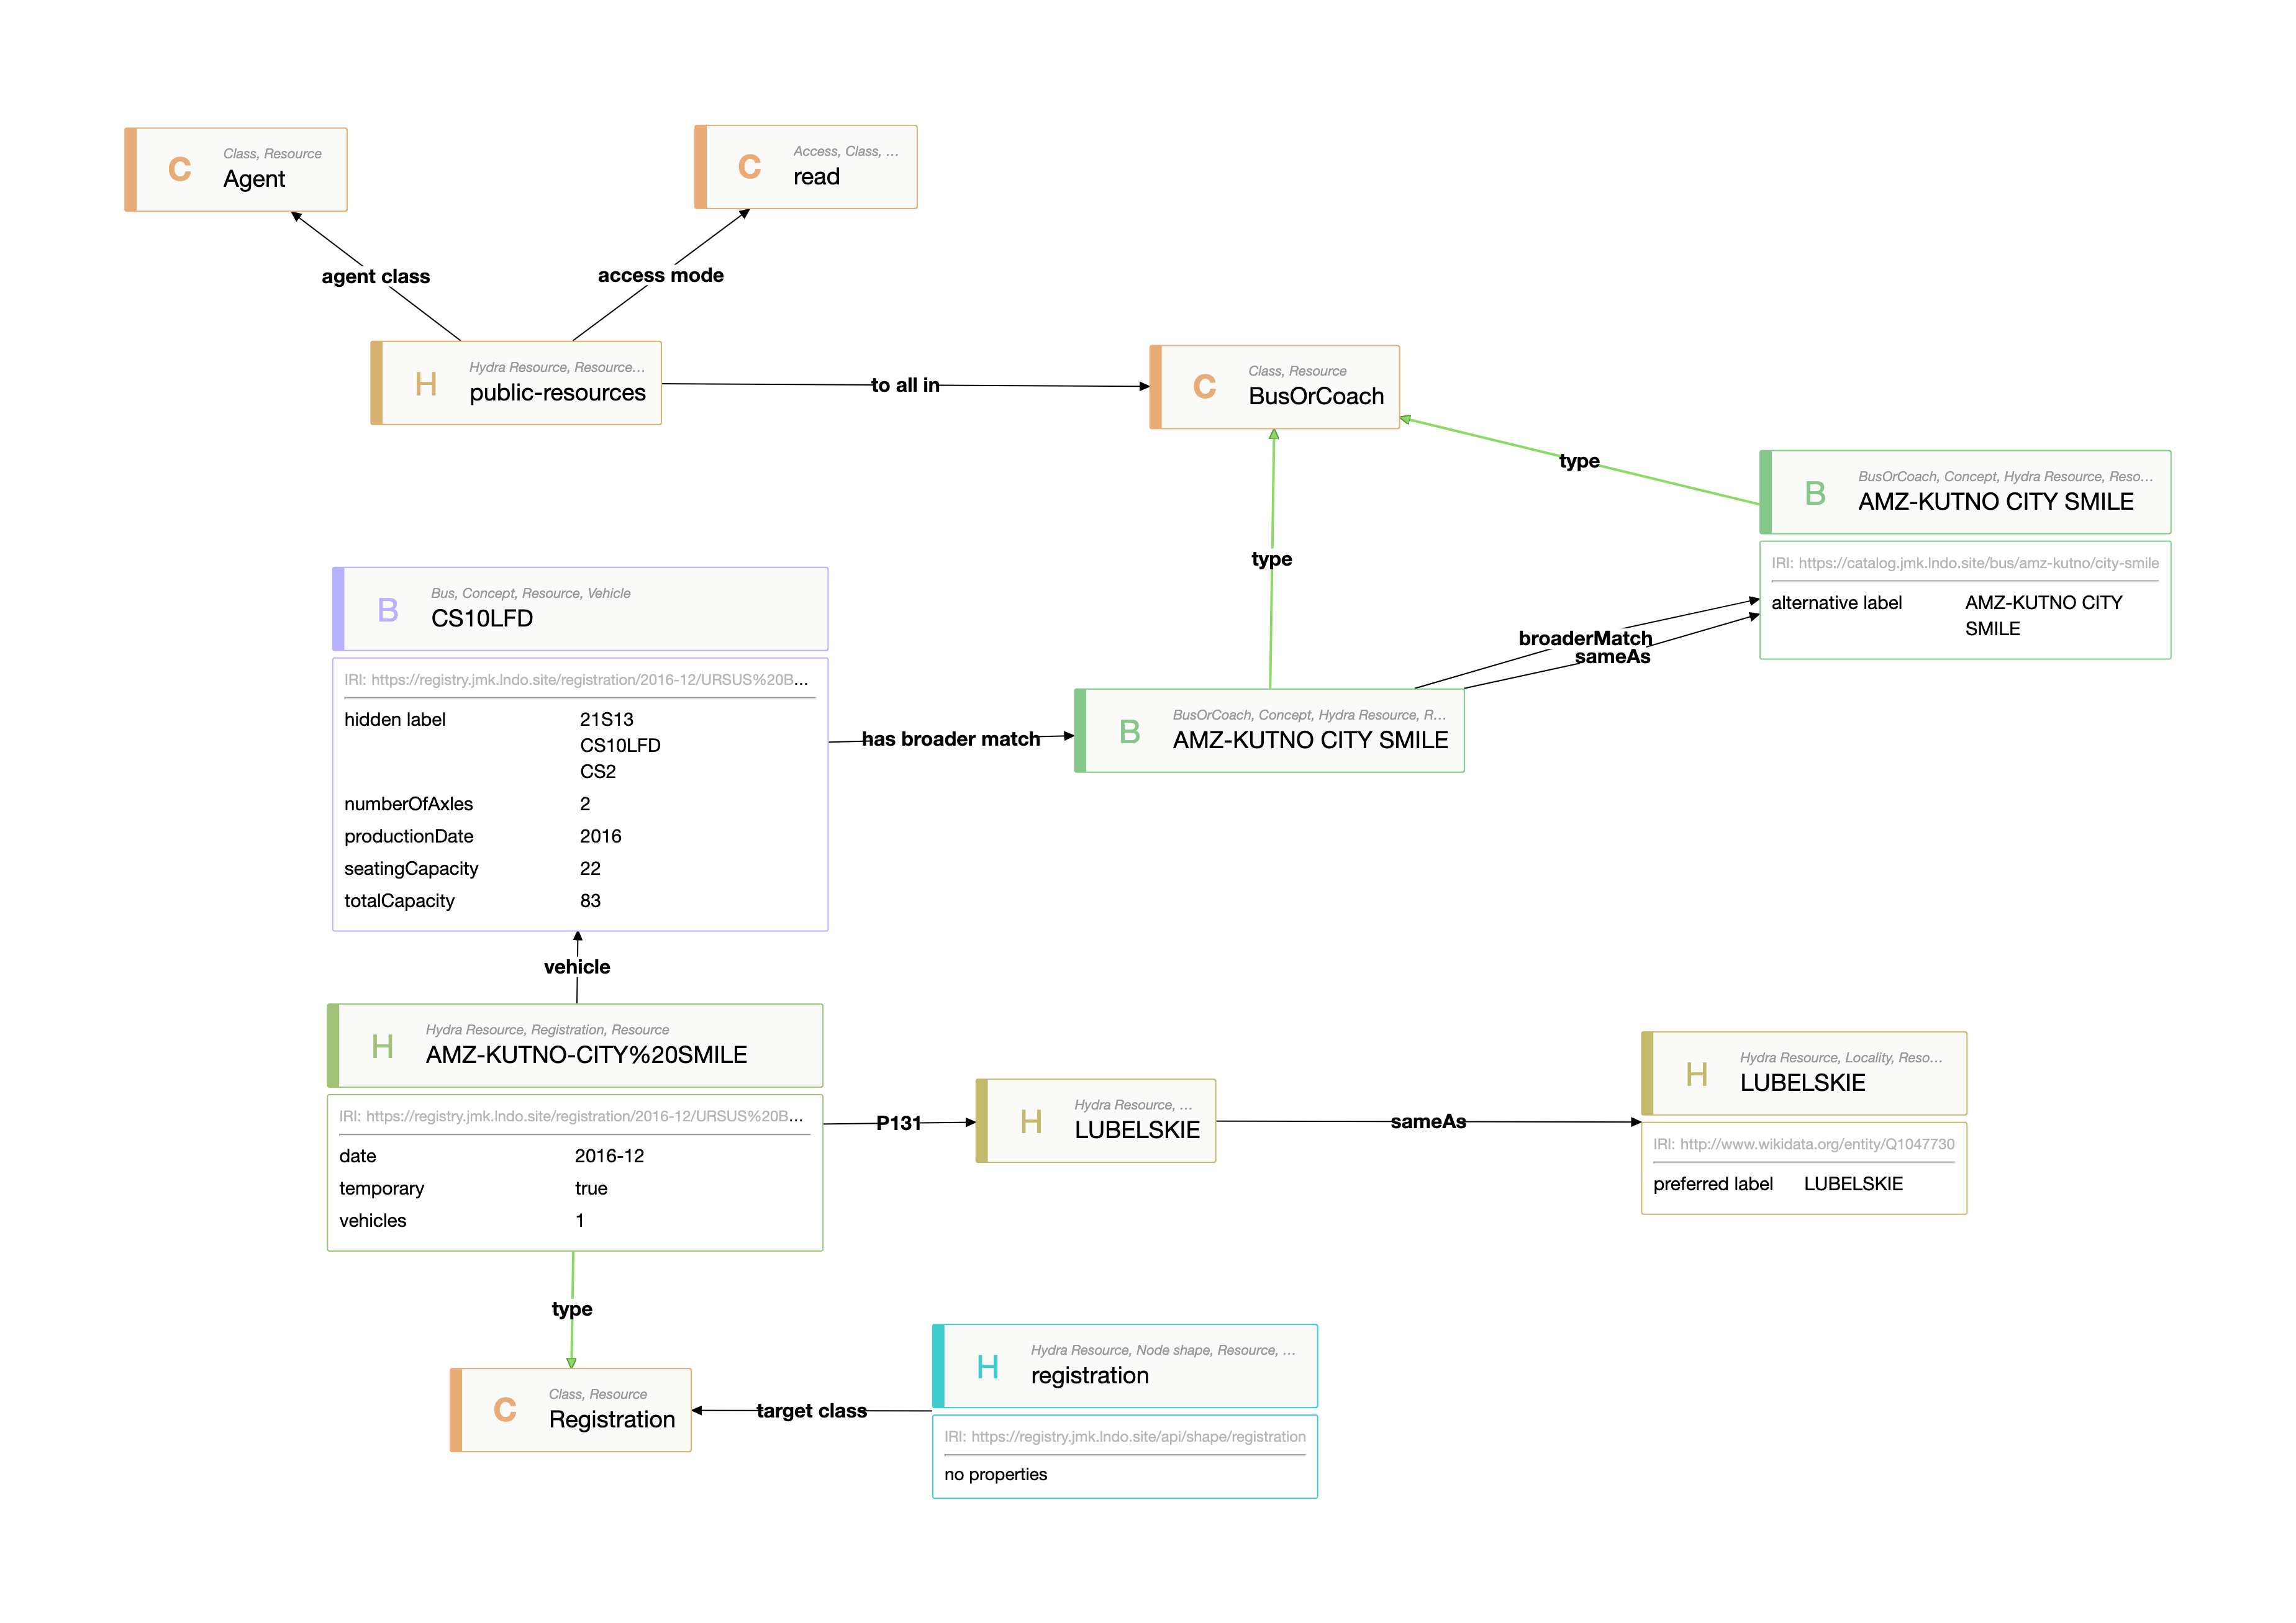 Class, Resource
C
Agent
Access, Class, ...
C
read
agent class
access mode
Hydra Resource, Resource...
H
public-resources
to all in
Class, Resource
C
BusOrCoach
type
type
BusOrCoach, Concept, Hydra Resource, Reso...
B
AMZ-KUTNO CITY SMILE
IRI: https://catalog.jmk.lndo.site/bus/amz-kutno/city-smile
alternative label AMZ-KUTNO CITY
SMILE
broaderMatch
sameAs
Bus, Concept, Resource, Vehicle
B
CS10LFD
IRI: https://registry.jmk.lndo.site/registration/2016-12/URSUS%20B...
hidden label 21S13
CS10LFD
CS2
numberOfAxles 2
productionDate 2016
seatingCapacity 22
totalCapacity 83
has broader match
BusOrCoach, Concept, Hydra Resource, R...
B
AMZ-KUTNO CITY SMILE
vehicle
Hydra Resource, Registration, Resource
H
AMZ-KUTNO-CITY%20SMILE
IRI: https://registry.jmk.lndo.site/registration/2016-12/URSUS%20B...
date 2016-12
temporary true
vehicles 1
P131
Hydra Resource, ...
H
LUBELSKIE
sameAs
Hydra Resource, Locality, Reso...
H
LUBELSKIE
IRI: http://www.wikidata.org/entity/Q1047730
preferred label LUBELSKIE
type
Class, Resource
C
Registration
target class
Hydra Resource, Node shape, Resource, ...
H
registration
IRI: https://registry.jmk.lndo.site/api/shape/registration
no properties